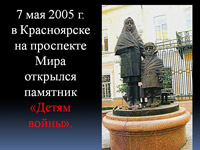 7 мая 2005 г.
в Красноярске
на проспекте
Мира
открылся
памятник
«Детям
войны».